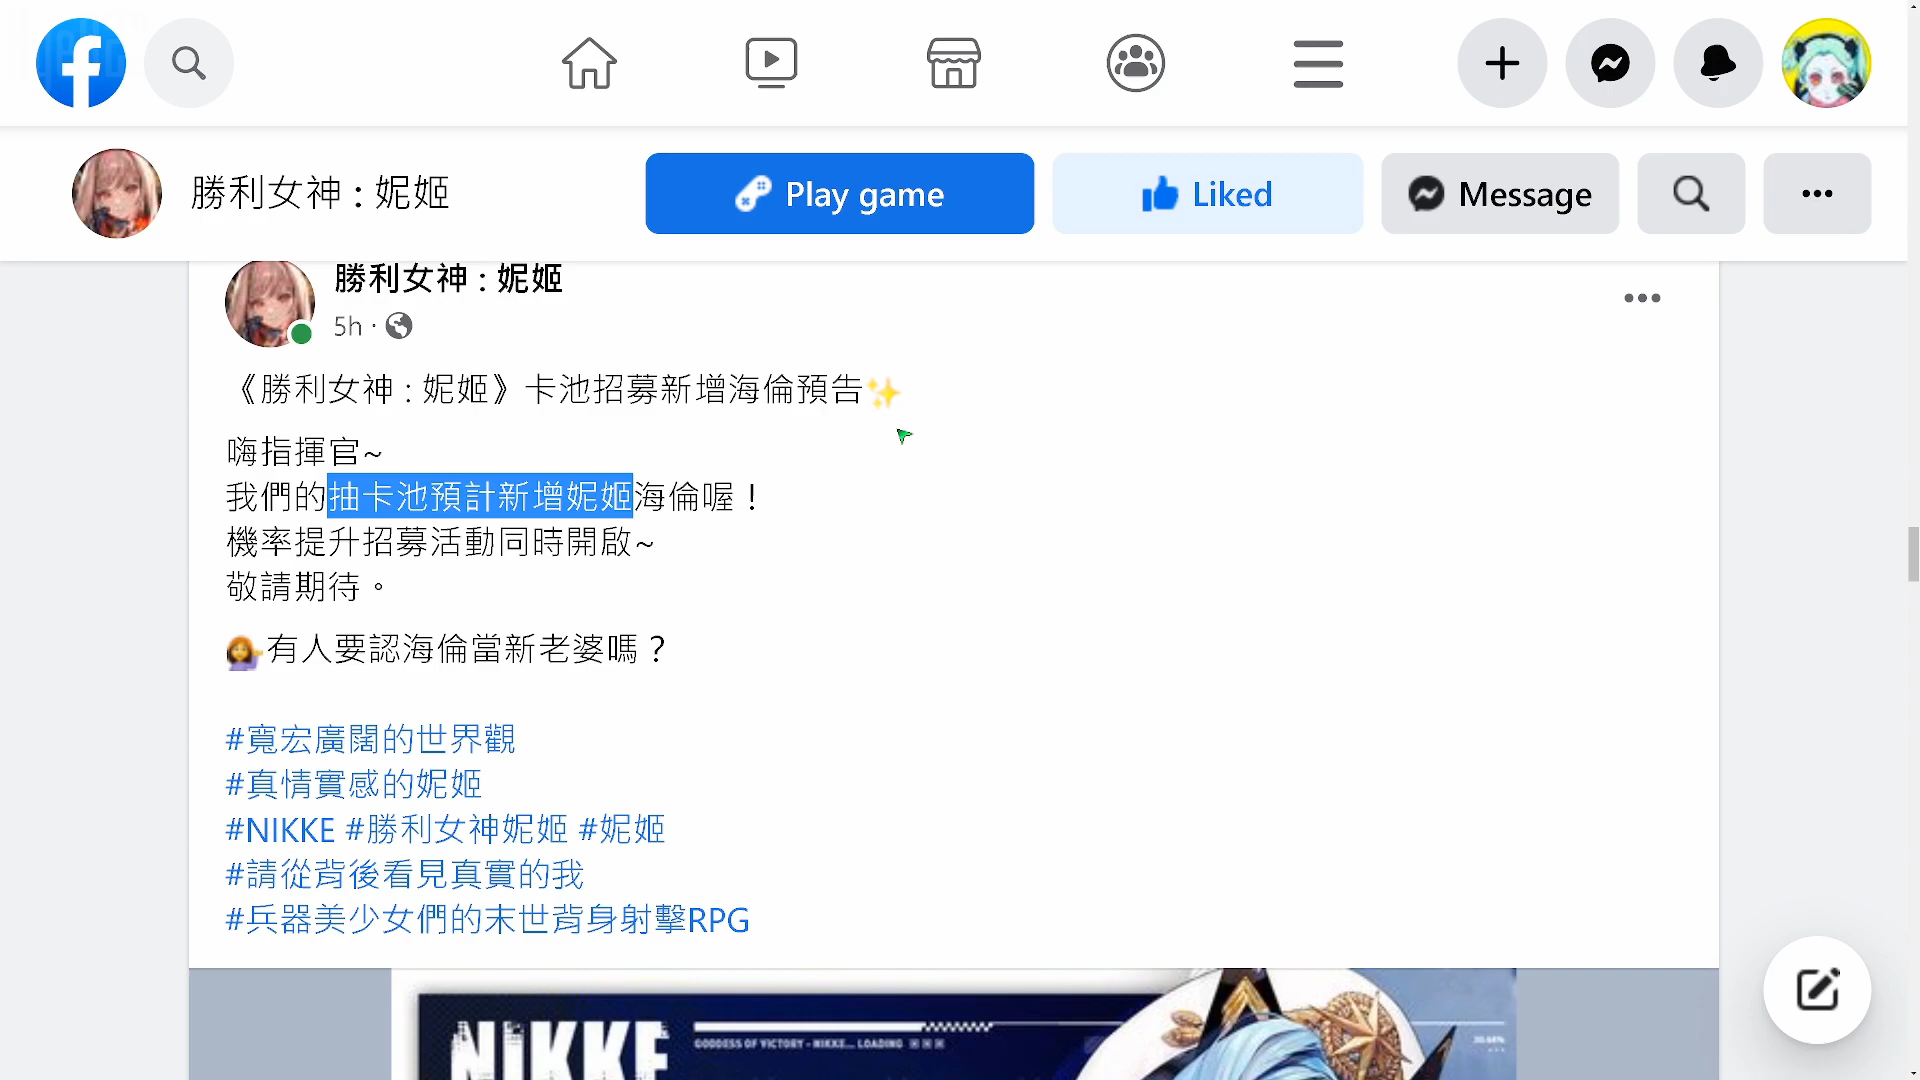 勝利女神：妮姬
Play game
Liked
Message
勝利女神：妮姬
5h ·
《勝利女神：妮姬》卡池招募新增海倫預告✨
嗨指揮官~
我們的抽卡池預計新增妮姬海倫喔！
機率提升招募活動同時開啟~
敬請期待。
💁‍♀️有人要認海倫當新老婆嗎？
#寬宏廣闊的世界觀
#真情實感的妮姬
#NIKKE #勝利女神妮姬 #妮姬
#請從背後看見真實的我
#兵器美少女們的末世背身射擊RPG
NIKKE
GODDESS OF VICTORY - NIKKE... LOADING